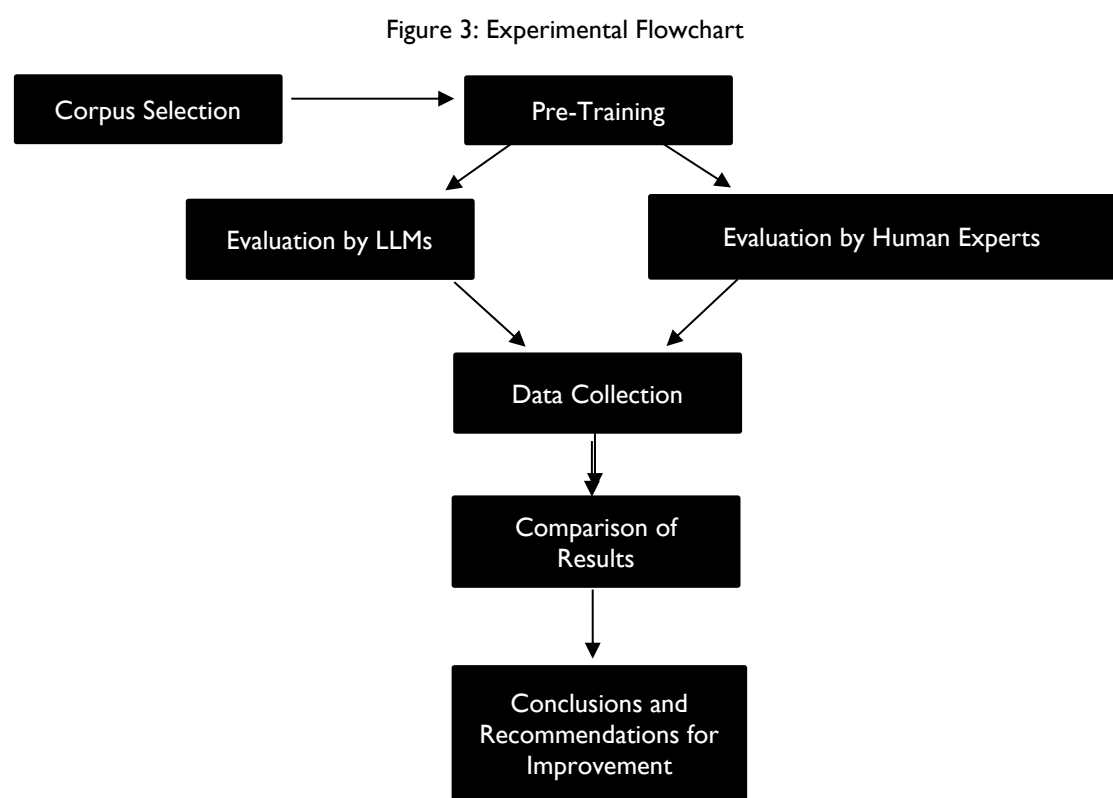 Figure 3: Experimental Flowchart
Corpus Selection
Pre-Training
Evaluation by LLMs
Evaluation by Human Experts
Data Collection
Comparison of
Results
Conclusions and
Recommendations for
Improvement